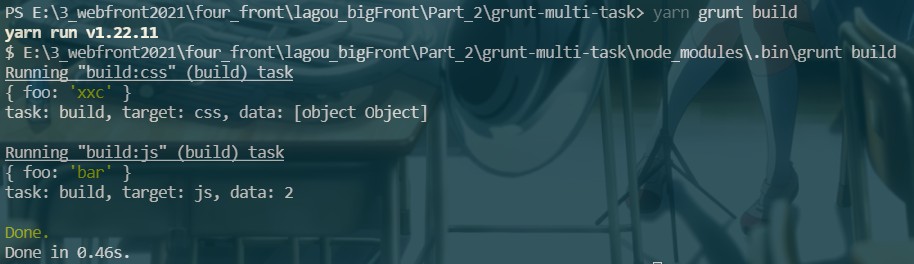 PS E:\3_webfront2021\four_front\lagou_bigFront\Part_2\grunt-multi-task> yarn grunt build
yarn run v1.22.11
$ E:\3_webfront2021\four_front\lagou_bigFront\Part_2\grunt-multi-task\node_modules\.bin\grunt build
Running "build:css" (build) task
{ foo: 'xxc' }
task: build, target: css, data: [object Object]
Running "build:js" (build) task
{ foo: 'bar' }
task: build, target: js, data: 2
Done.
Done in 0.46s.